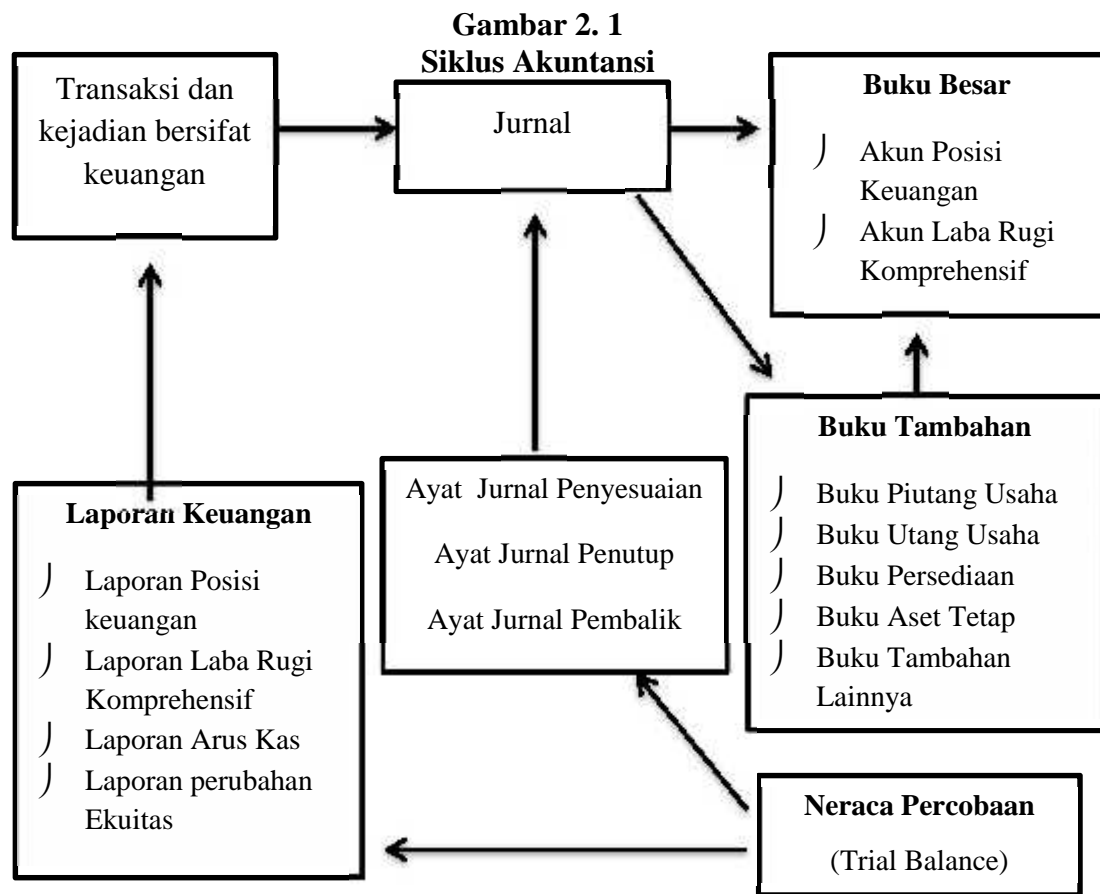 Gambar 2. 1
Siklus Akuntansi
Transaksi dan
kejadian bersifat
keuangan
Jurnal
Buku Besar
Akun Posisi
Keuangan
Akun Laba Rugi
Komprehensif
Buku Tambahan
Buku Piutang Usaha
Buku Utang Usaha
Buku Persediaan
Buku Aset Tetap
Buku Tambahan
Lainnya
Ayat Jurnal Penyesuaian
Ayat Jurnal Penutup
Ayat Jurnal Pembalik
Laporan Keuangan
Laporan Posisi
keuangan
Laporan Laba Rugi
Komprehensif
Laporan Arus Kas
Laporan perubahan
Ekuitas
Neraca Percobaan
(Trial Balance)